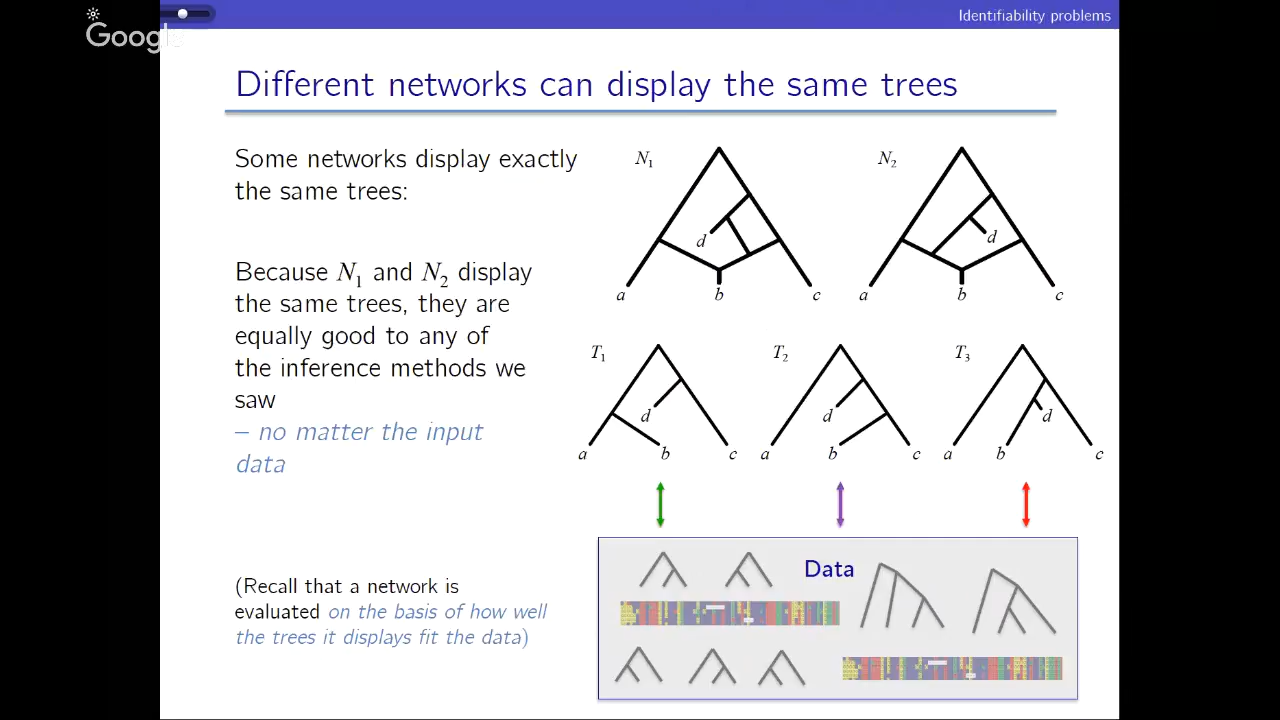 Google
Identifiability problems
Different networks can display the same trees
Some networks display exactly
the same trees:
Because N₁ and N₂ display
the same trees, they are
equally good to any of
the inference methods we
saw
– no matter the input
data
(Recall that a network is
evaluated on the basis of how well
the trees it displays fit the data)
N₁
d
a
b
c
N₂
d
a
b
c
T₁
d
a
b
c
T₂
d
a
b
c
T₃
d
a
b
c
Data